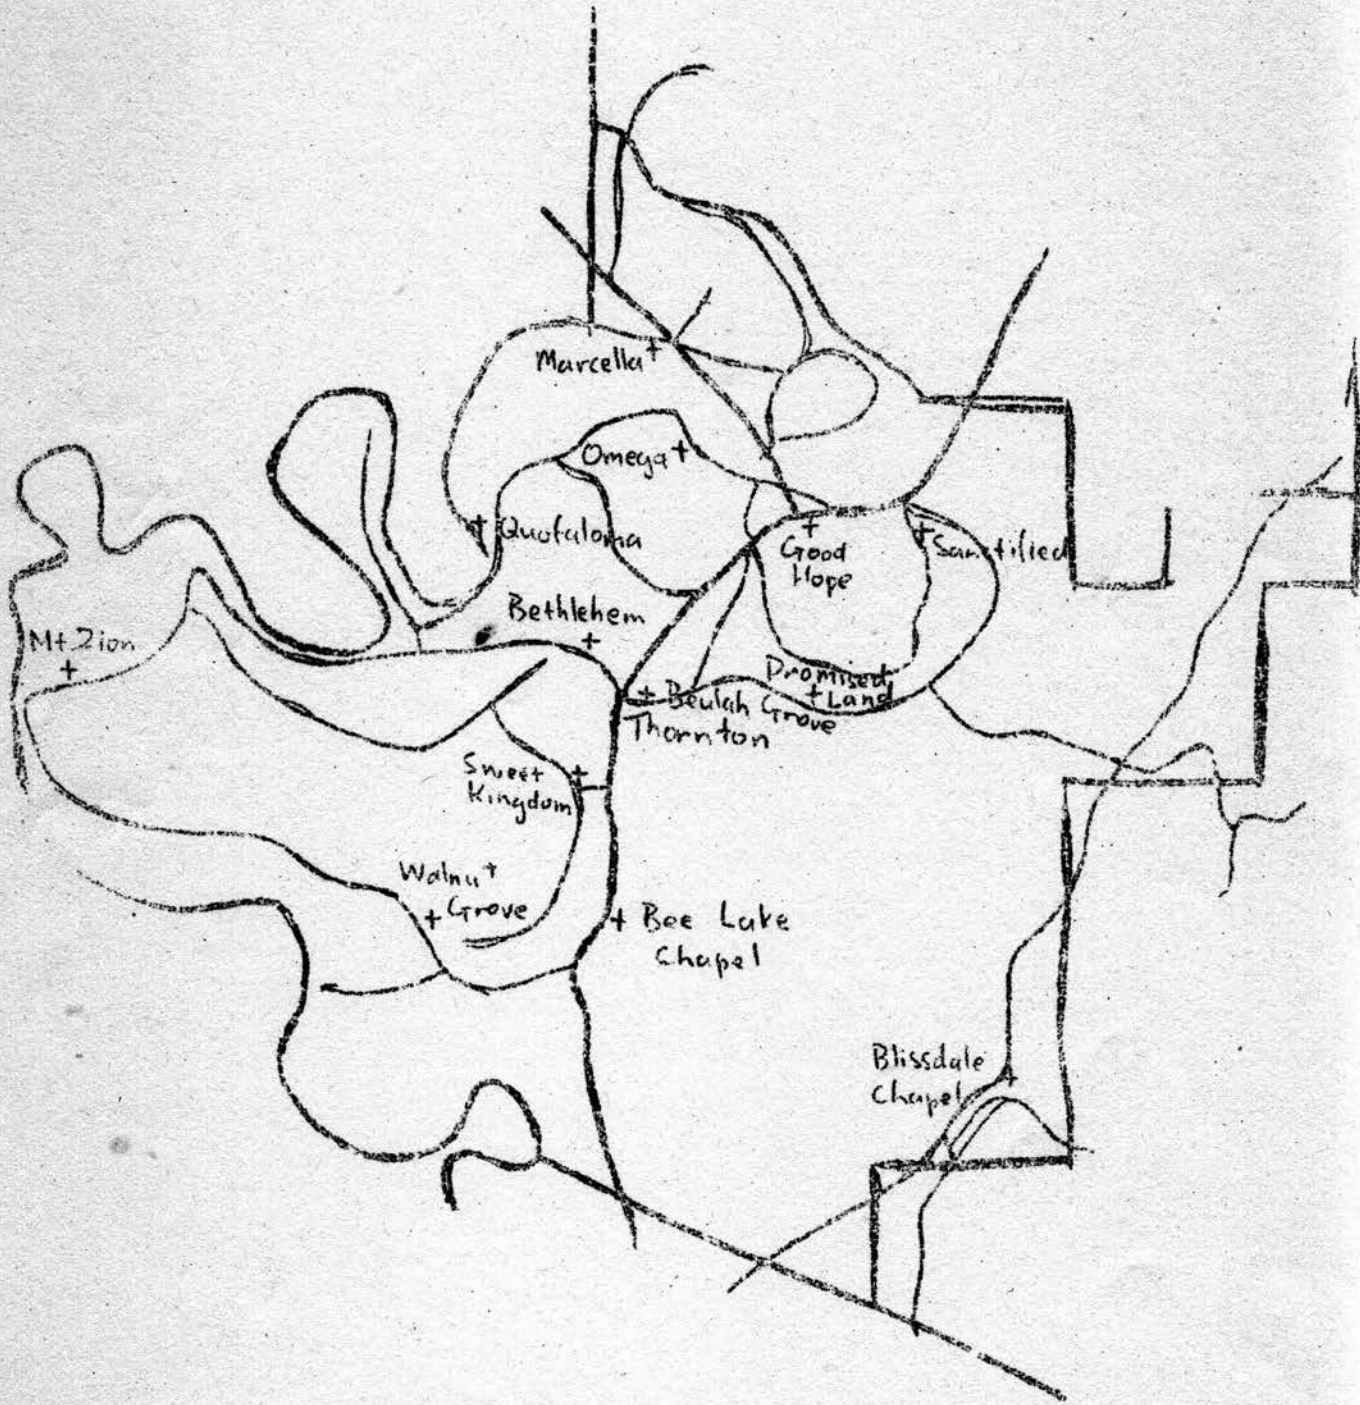 Marcella
Omega
Quofaloma
Good
Hope
Sanctified
Bethlehem
Mt Zion
Promised
Land
Beulah Grove
Thornton
Sweet
Kingdom
Walnut
Grove
Bee Lake
Chapel
Blissdale
Chapel